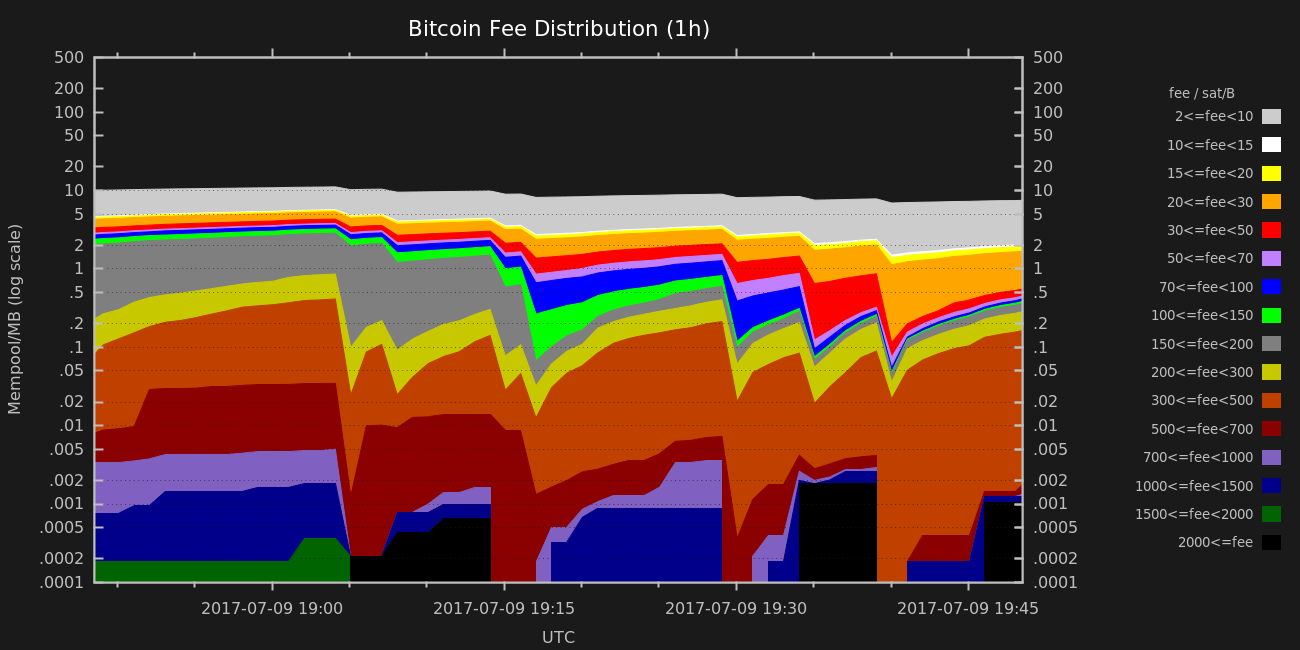 Bitcoin Fee Distribution (1h)
Mempool/MB (log scale)
500
200
100
50
20
10
5
2
1
.5
.2
.1
.05
.02
.01
.005
.002
.001
.0005
.0002
.0001
500
200
100
50
20
10
5
2
1
.5
.2
.1
.05
.02
.01
.005
.002
.001
.0005
.0002
.0001
2017-07-09 19:00
2017-07-09 19:15
2017-07-09 19:30
2017-07-09 19:45
UTC
fee / sat/B
2<=fee<10
10<=fee<15
15<=fee<20
20<=fee<30
30<=fee<50
50<=fee<70
70<=fee<100
100<=fee<150
150<=fee<200
200<=fee<300
300<=fee<500
500<=fee<700
700<=fee<1000
1000<=fee<1500
1500<=fee<2000
2000<=fee